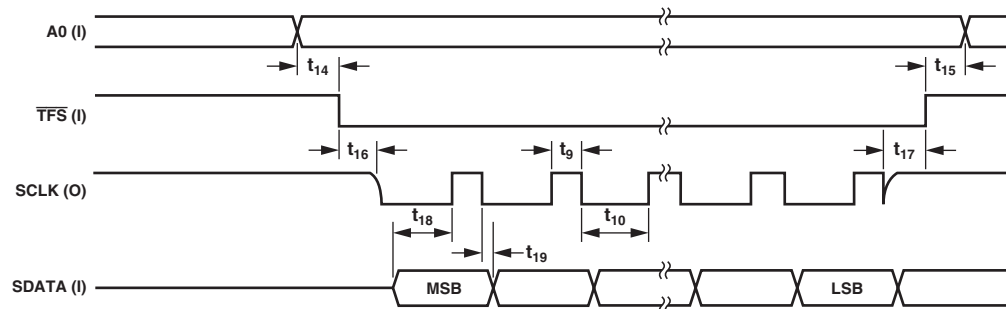 A0 (I)
t14
t15
TFS (I)
t16
t9
t17
SCLK (O)
t18
t10
t19
SDATA (I)
MSB
LSB